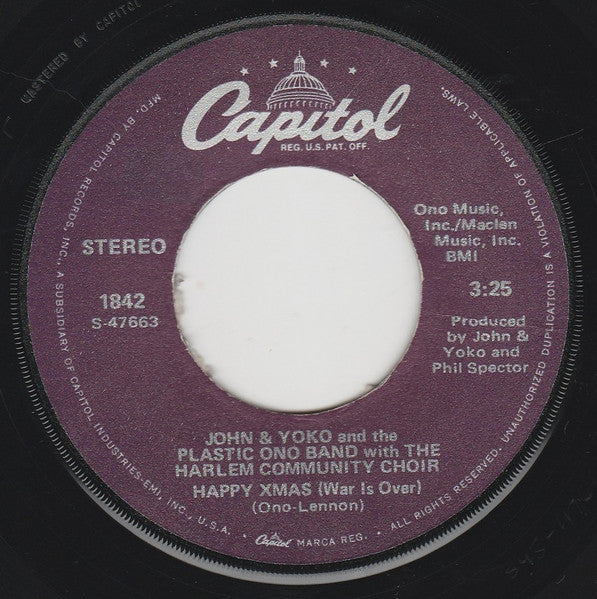 MASTERED BY CAPITOL
Capitol
REG. U.S. PAT. OFF.
STEREO
1842
S-47663
Ono Music,
Inc./Maclen
Music, Inc.
BMI
3:25
Produced
by John &
Yoko and
Phil Spector
JOHN & YOKO and the
PLASTIC ONO BAND with THE
HARLEM COMMUNITY CHOIR
HAPPY XMAS (War Is Over)
(Ono-Lennon)
MFD. BY CAPITOL RECORDS, INC., A SUBSIDIARY OF CAPITOL INDUSTRIES-EMI, INC., U.S.A. • Capitol MARCA REG. • ALL RIGHTS RESERVED. UNAUTHORIZED DUPLICATION IS A VIOLATION OF APPLICABLE LAWS.